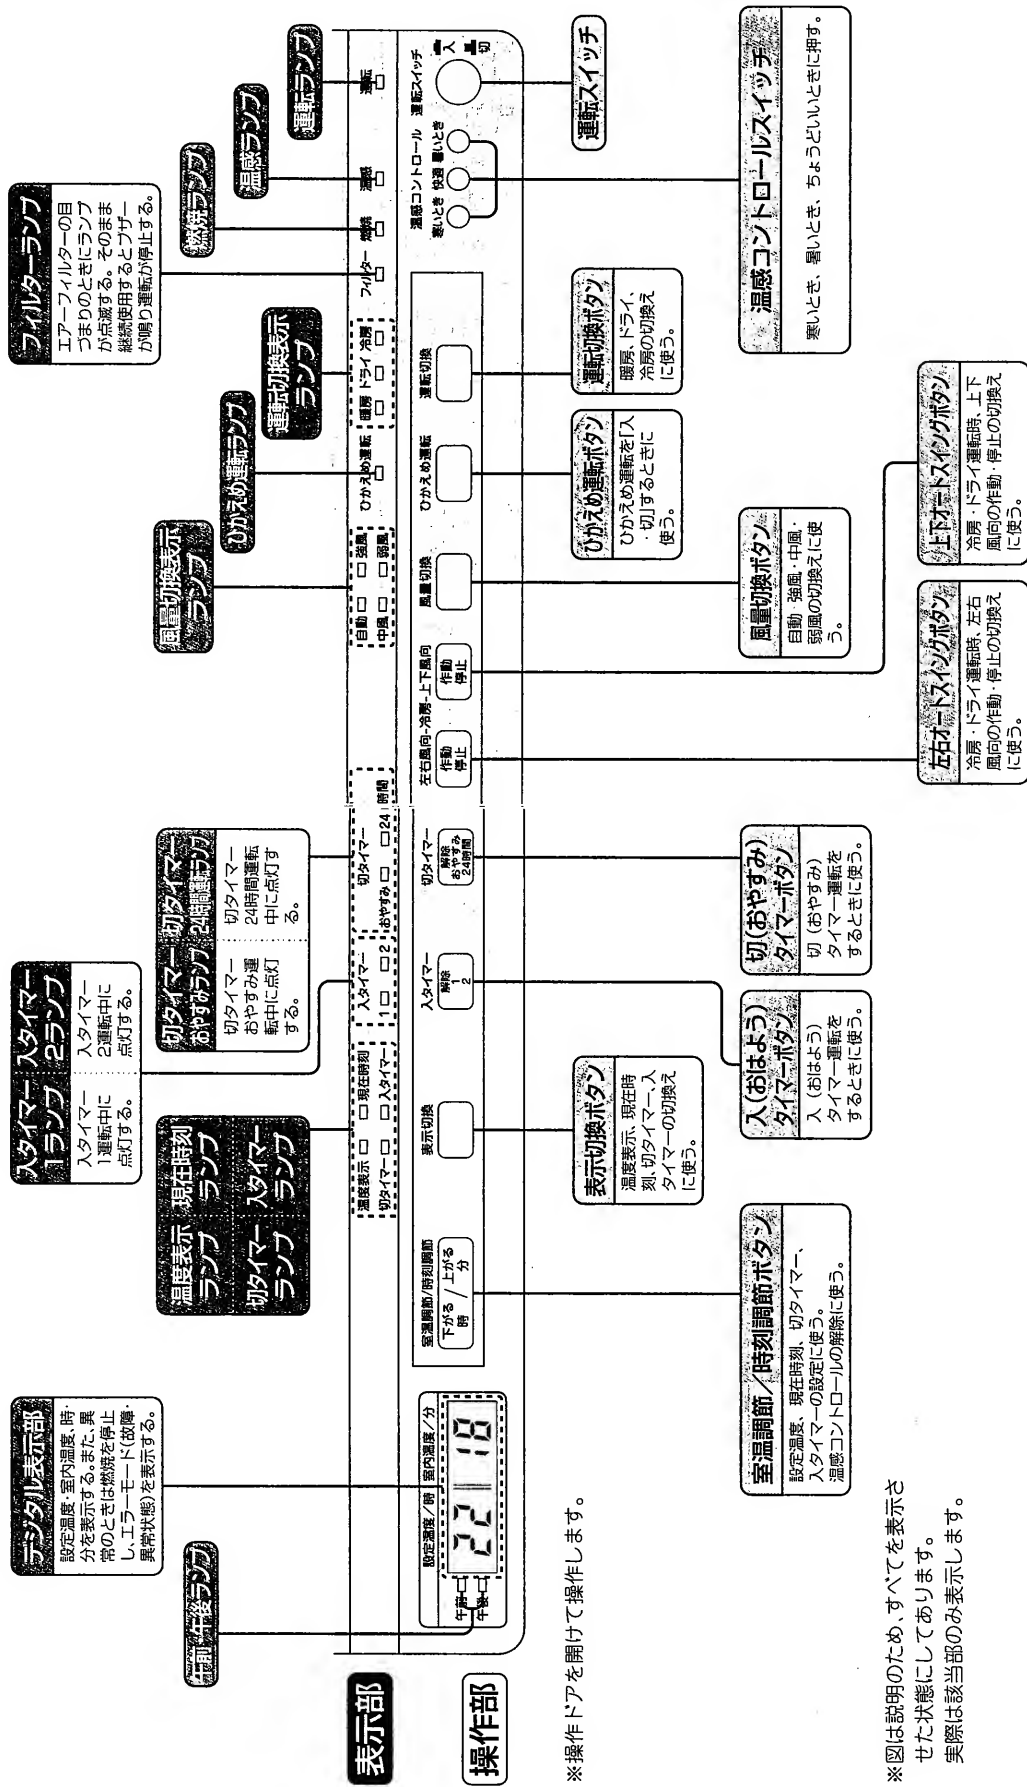 表示部
操作部
午前・午後ランプ
デジタル表示部
設定温度・室内温度、時・
分を表示する。また、異
常のときは燃焼を停止
し、エラーモード(故障・
異常状態)を表示する。
温度表示
ランプ
現在時刻
ランプ
切タイマー
ランプ
入タイマー
ランプ
入タイマー
1ランプ
入タイマー
2ランプ
入タイマー
1運転中に
点灯する。
入タイマー
2運転中に
点灯する。
切タイマー
おやすみランプ
切タイマー
24時間運転ランプ
切タイマー
おやすみ運
転中に点灯
する。
切タイマー
24時間運転
中に点灯す
る。
風量切換表示
ランプ
ひかえめ運転ランプ
運転切換表示
ランプ
フィルターランプ
エアーフィルターの目
づまりのときにランプ
が点滅する。そのまま
継続使用するとブザー
が鳴り運転が停止する。
燃焼ランプ
温感ランプ
運転ランプ
温度表示 現在時刻
切タイマー 入タイマー
入タイマー
1 2
切タイマー
おやすみ 24時間
自動 強風
中風 弱風
ひかえめ運転
暖房 ドライ 冷房
フィルター
燃焼
温感
運転
設定温度/時 室内温度/分
午前
午後
22 18
室温調節/時刻調節
下がる/上がる
時 / 分
表示切換
入タイマー
解除
1
2
切タイマー
解除
おやすみ
24時間
左右風向-冷房-上下風向
作動
停止
作動
停止
風量切換
ひかえめ運転
運転切換
温感コントロール
寒いとき 快適 暑いとき
運転スイッチ
入
切
室温調節/時刻調節ボタン
設定温度、現在時刻、切タイマー、
入タイマーの設定に使う。
温感コントロールの解除に使う。
表示切換ボタン
温度表示、現在時
刻、切タイマー、入
タイマーの切換え
に使う。
入(おはよう)
タイマーボタン
入(おはよう)
タイマー運転を
するときに使う。
切(おやすみ)
タイマーボタン
切(おやすみ)
タイマー運転を
するときに使う。
左右オートスイングボタン
冷房・ドライ運転時、左右
風向の作動・停止の切換え
に使う。
上下オートスイングボタン
冷房・ドライ運転時、上下
風向の作動・停止の切換え
に使う。
風量切換ボタン
自動・強風・中風・
弱風の切換えに使
う。
ひかえめ運転ボタン
ひかえめ運転を「入
・切」するときに
使う。
運転切換ボタン
暖房、ドライ、
冷房の切換え
に使う。
温感コントロールスイッチ
寒いとき、暑いとき、ちょうどいいときに押す。
運転スイッチ
※操作ドアを開けて操作します。
※図は説明のため、すべてを表示さ
せた状態にしてあります。
実際は該当部のみ表示します。